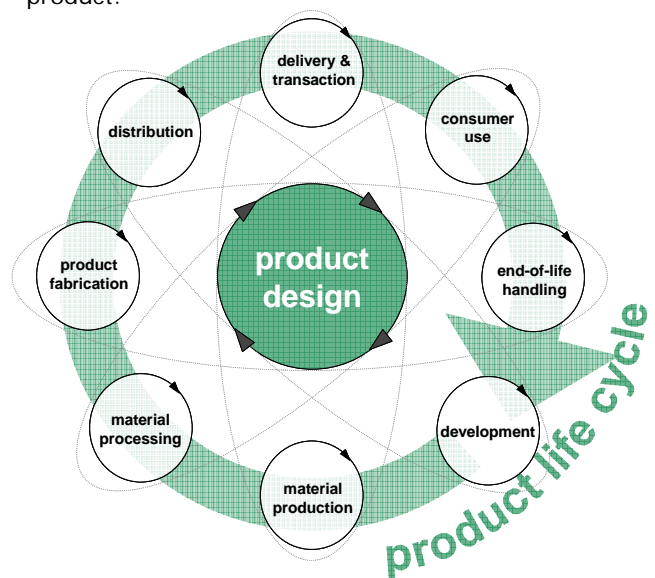 product?
delivery &
transaction
consumer
use
distribution
product
fabrication
product
design
end-of-life
handling
material
processing
development
material
production
product life cycle